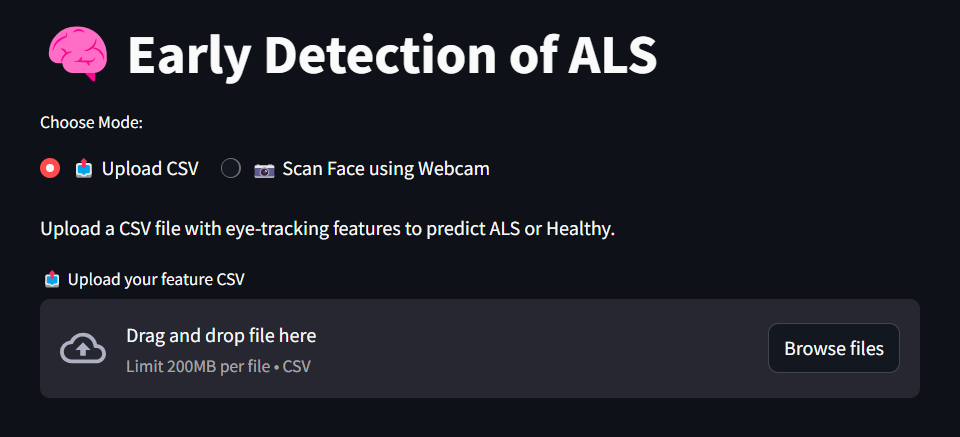 Early Detection of ALS
Choose Mode:
Upload CSV Scan Face using Webcam
Upload a CSV file with eye-tracking features to predict ALS or Healthy.
Upload your feature CSV
Drag and drop file here
Limit 200MB per file • CSV
Browse files